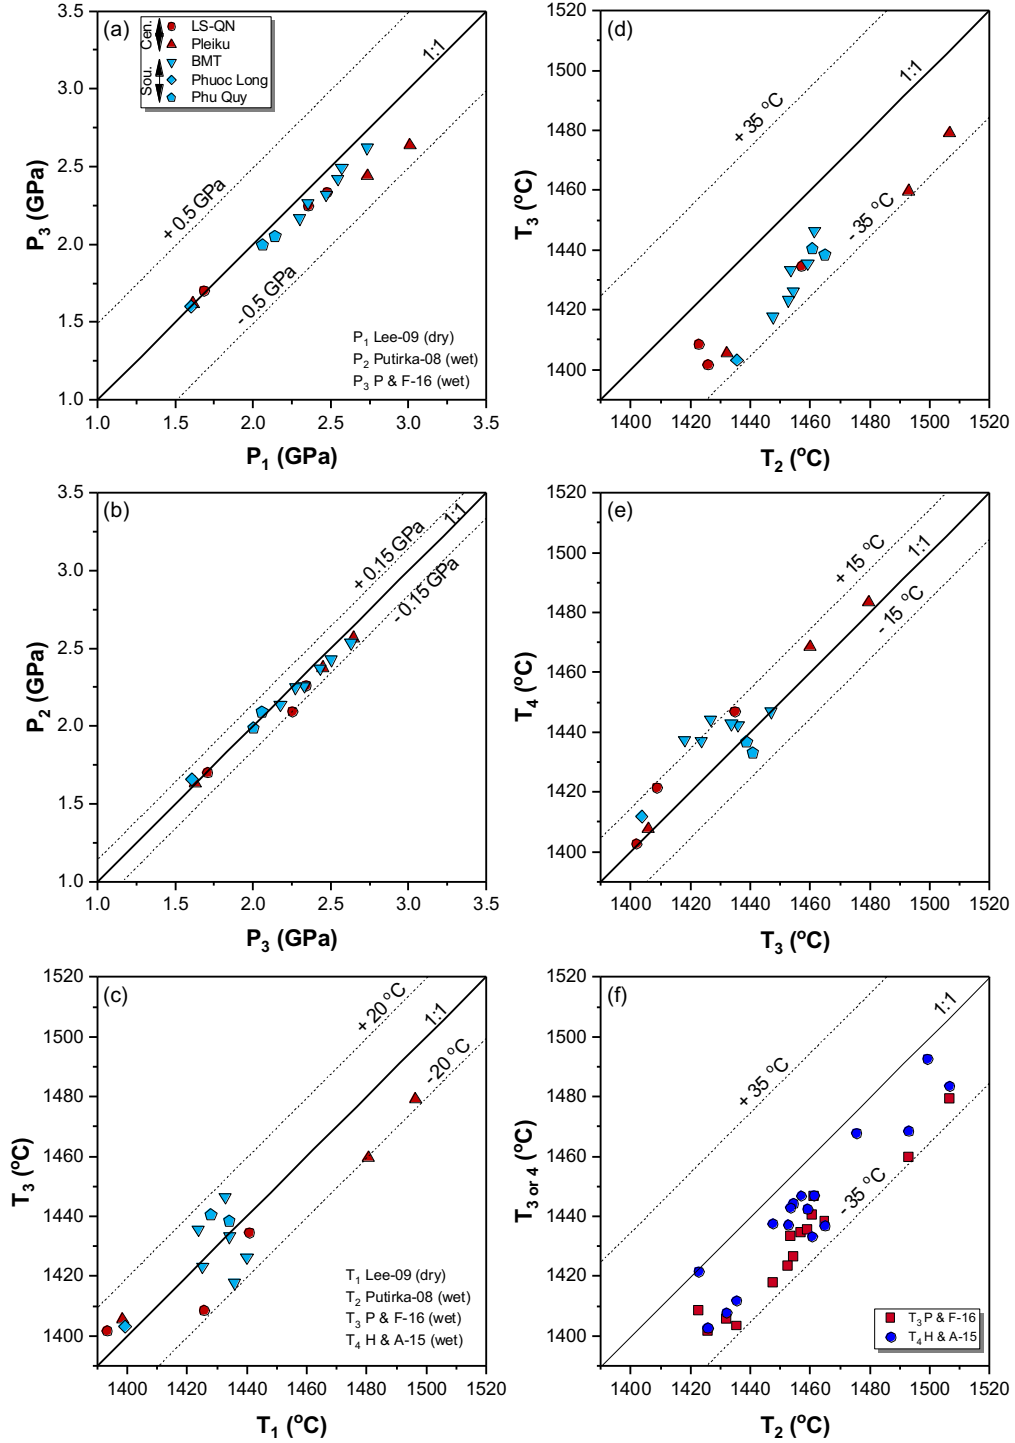 (a)
Cen.
Sou.
LS-QN
Pleiku
BMT
Phuoc Long
Phu Quy
1:1
+ 0.5 GPa
- 0.5 GPa
P₁ Lee-09 (dry)
P₂ Putirka-08 (wet)
P₃ P & F-16 (wet)
3.5
3.0
2.5
2.0
1.5
1.0
P₃ (GPa)
1.0 1.5 2.0 2.5 3.0 3.5
P₁ (GPa)
(d)
1:1
+ 35 °C
- 35 °C
1520
1500
1480
1460
1440
1420
1400
T₃ (°C)
1400 1420 1440 1460 1480 1500 1520
T₂ (°C)
(b)
1:1
+ 0.15 GPa
- 0.15 GPa
3.5
3.0
2.5
2.0
1.5
1.0
P₂ (GPa)
1.0 1.5 2.0 2.5 3.0 3.5
P₃ (GPa)
(e)
+ 15 °C
1:1
- 15 °C
1520
1500
1480
1460
1440
1420
1400
T₄ (°C)
1400 1420 1440 1460 1480 1500 1520
T₃ (°C)
(c)
+ 20 °C
1:1
-20 °C
T₁ Lee-09 (dry)
T₂ Putirka-08 (wet)
T₃ P & F-16 (wet)
T₄ H & A-15 (wet)
1520
1500
1480
1460
1440
1420
1400
T₃ (°C)
1400 1420 1440 1460 1480 1500 1520
T₁ (°C)
(f)
1:1
+ 35 °C
- 35 °C
T₃ P & F-16
T₄ H & A-15
1520
1500
1480
1460
1440
1420
1400
T₃ ₒᵣ ₄ (°C)
1400 1420 1440 1460 1480 1500 1520
T₂ (°C)